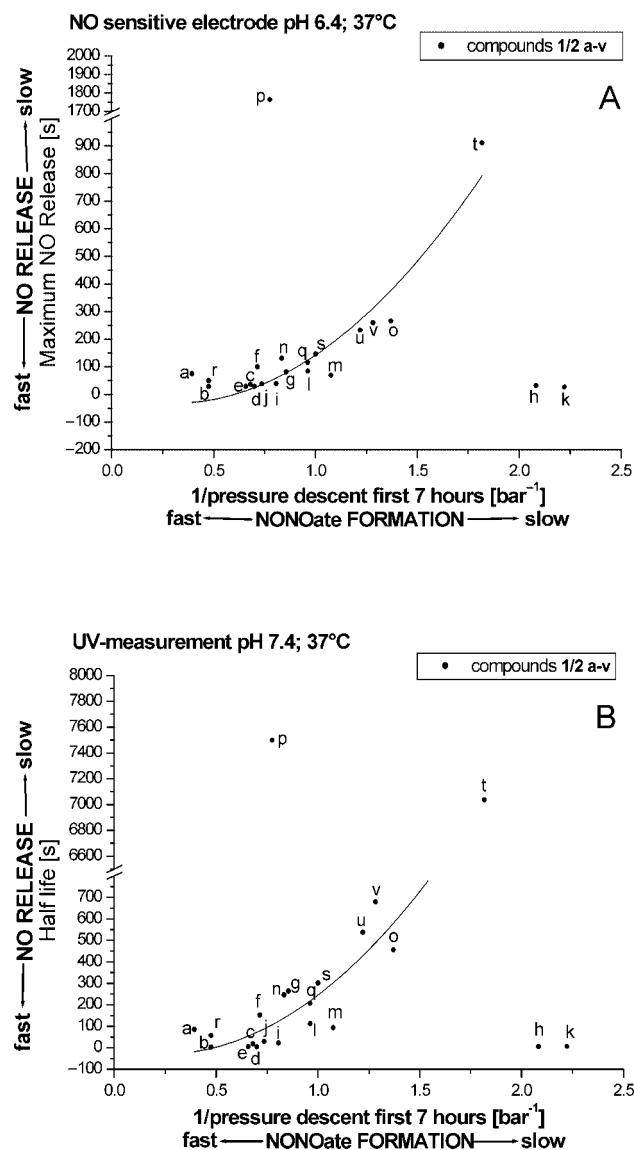 NO sensitive electrode pH 6.4; 37°C
compounds 1/2 a-v
A
fast ← NO RELEASE → slow
Maximum NO Release [s]
2000
1900
1800
1700
900
800
700
600
500
400
300
200
100
0
−100
−200
p
t
u
v
o
n
q
s
f
a
r
b
e
c
d
j
i
g
l
m
h
k
0.0 0.5 1.0 1.5 2.0 2.5
1/pressure descent first 7 hours [bar−1]
fast ← NONOate FORMATION → slow
UV-measurement pH 7.4; 37°C
compounds 1/2 a-v
B
fast ← NO RELEASE → slow
Half life [s]
8000
7800
7600
7400
7200
7000
6800
6600
700
600
500
400
300
200
100
0
−100
−200
p
t
v
u
o
n
g
s
q
f
a
r
b
c
j
e
d
i
l
m
h
k
0.0 0.5 1.0 1.5 2.0 2.5
1/pressure descent first 7 hours [bar-1]
fast ← NONOate FORMATION → slow